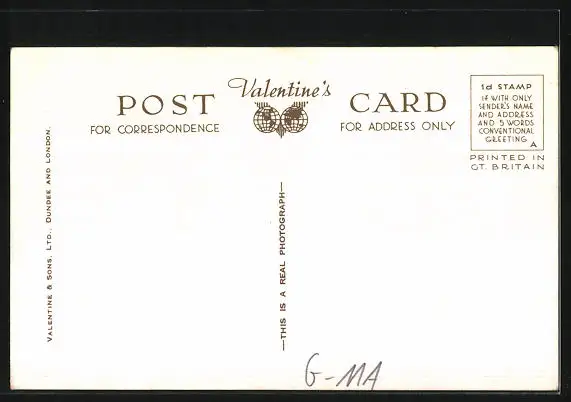 Valentine's
POST CARD
FOR CORRESPONDENCE
FOR ADDRESS ONLY
1d STAMP
IF WITH ONLY
SENDER'S NAME
AND ADDRESS
AND 5 WORDS
CONVENTIONAL
GREETING
A
PRINTED IN
GT. BRITAIN
VALENTINE & SONS, LTD., DUNDEE AND LONDON.
—THIS IS A REAL PHOTOGRAPH—
G-MA